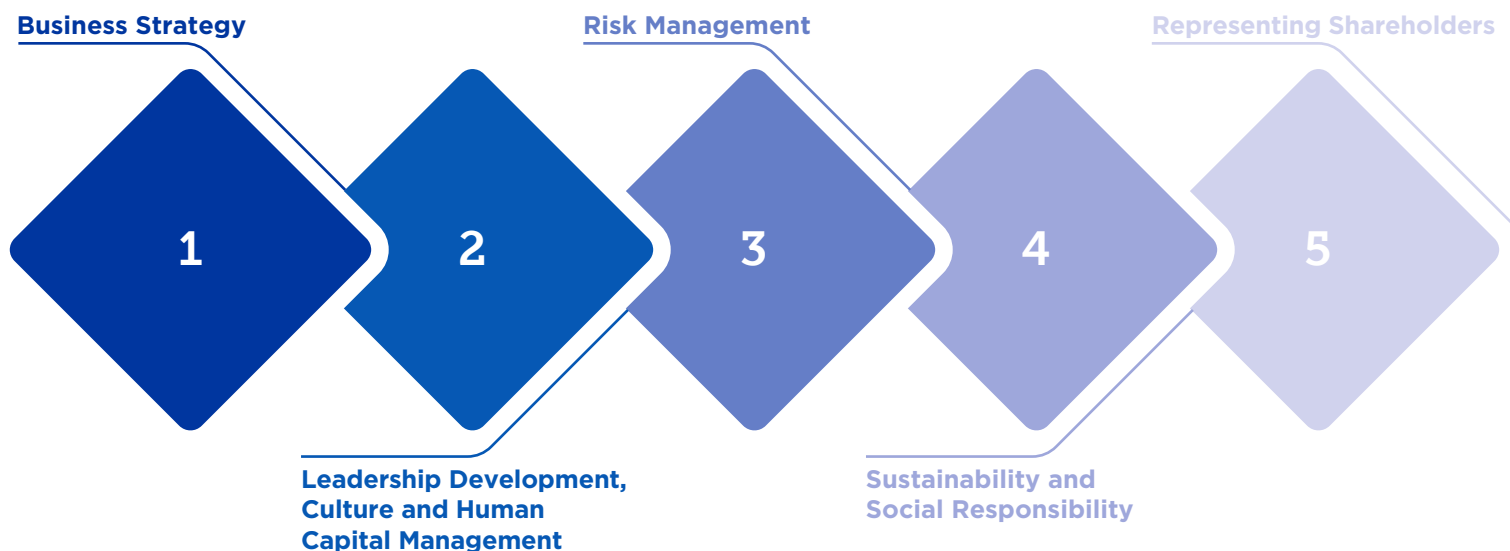 Business Strategy
Risk Management
Representing Shareholders
1
2
3
4
5
Leadership Development,
Culture and Human
Capital Management
Sustainability and
Social Responsibility